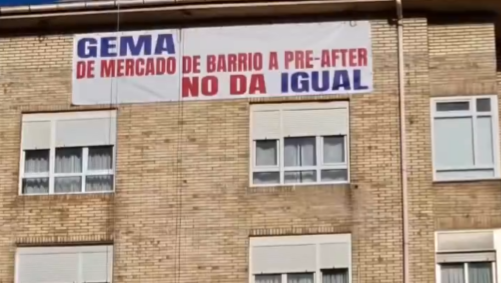 GEMA
DE MERCADO DE BARRIO A PRE-AFTER
NO DA IGUAL